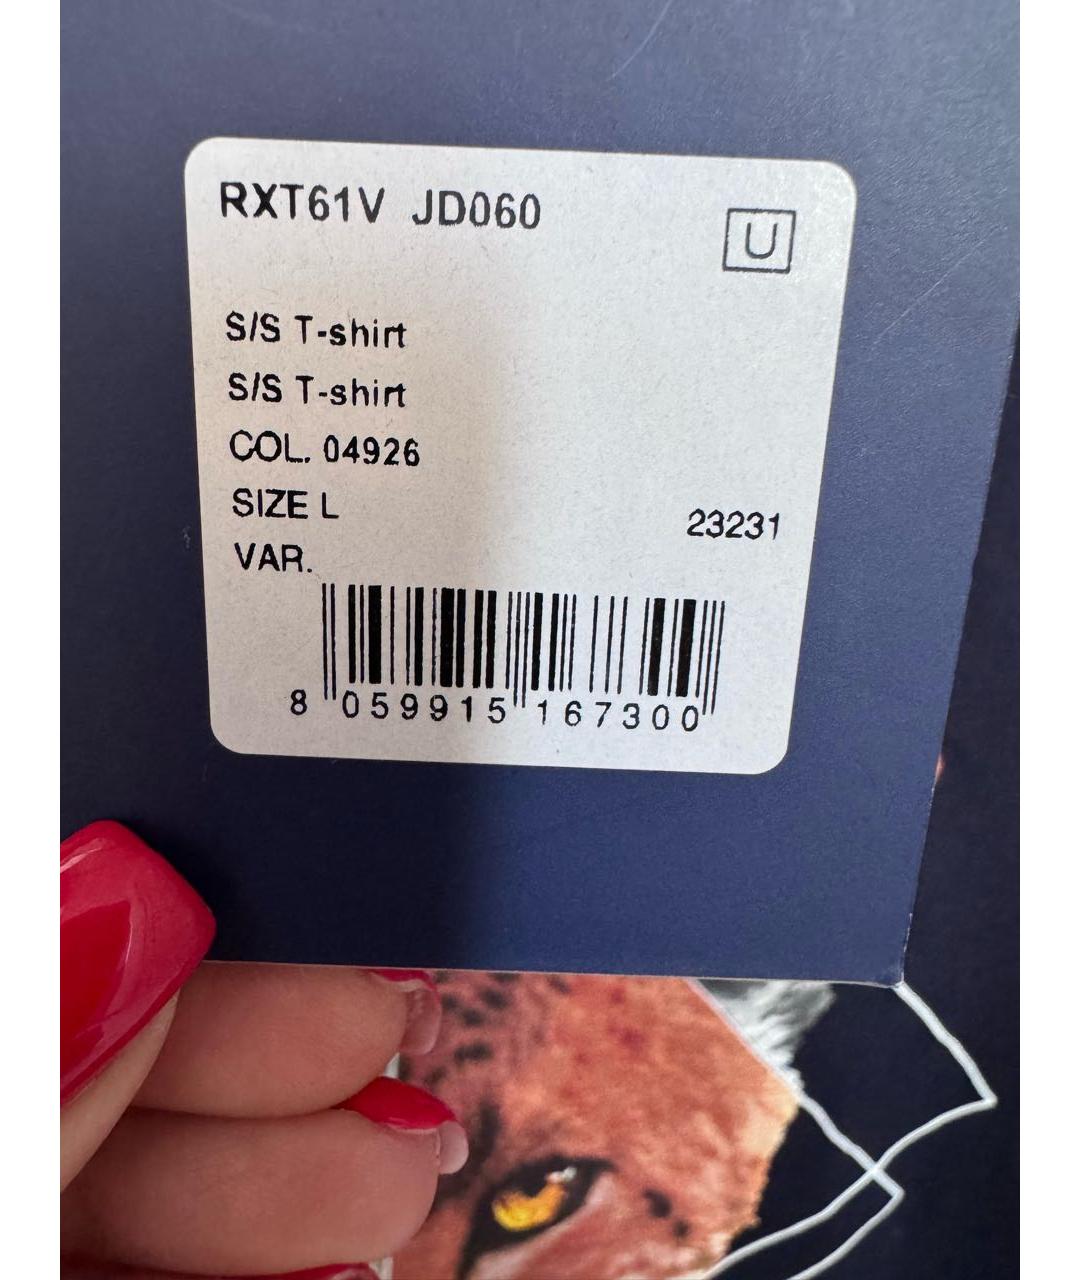 RXT61V JD060
U
S/S T-shirt
S/S T-shirt
COL. 04926
SIZE L
23231
VAR.
8 059915 167300